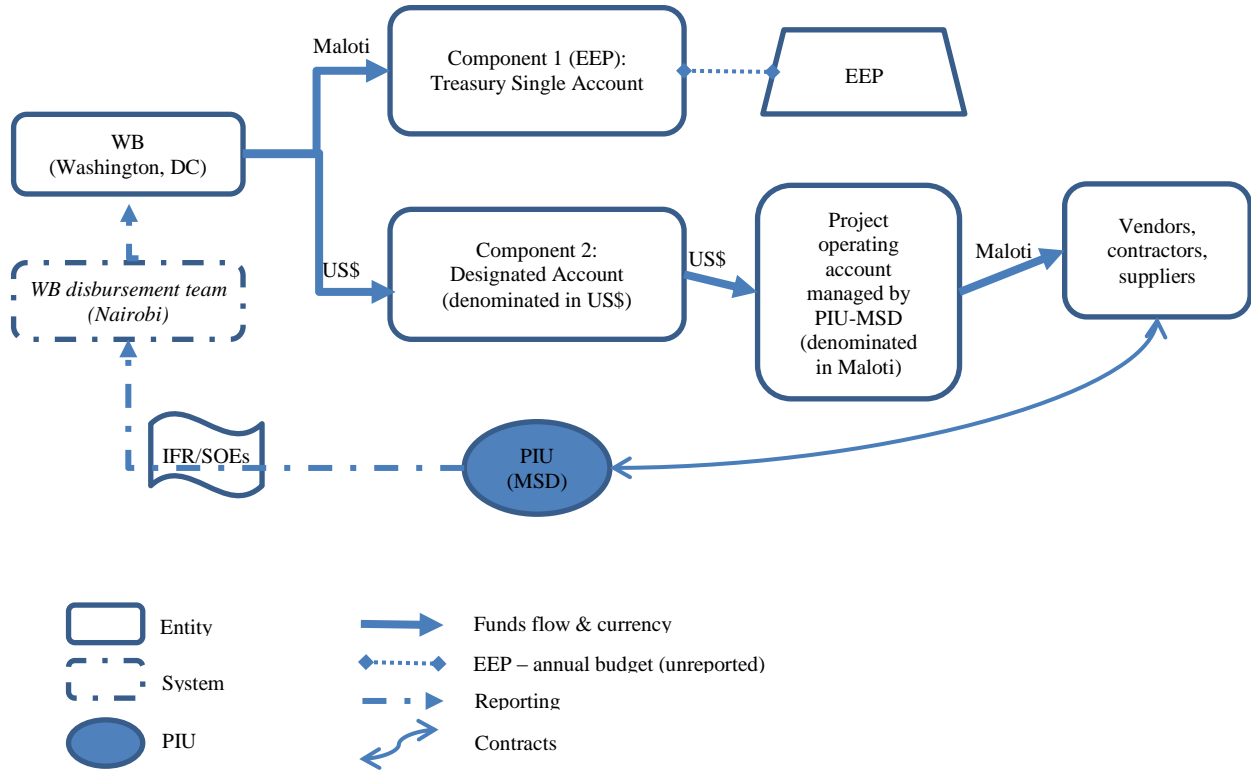 Maloti
Component 1 (EEP):
Treasury Single Account
EEP
WB
(Washington, DC)
US$
Component 2:
Designated Account
(denominated in US$)
US$
Project
operating
account
managed by
PIU-MSD
(denominated
in Maloti)
Maloti
Vendors,
contractors,
suppliers
WB disbursement team
(Nairobi)
IFR/SOEs
PIU
(MSD)
Entity
Funds flow & currency
System
EEP – annual budget (unreported)
Reporting
PIU
Contracts